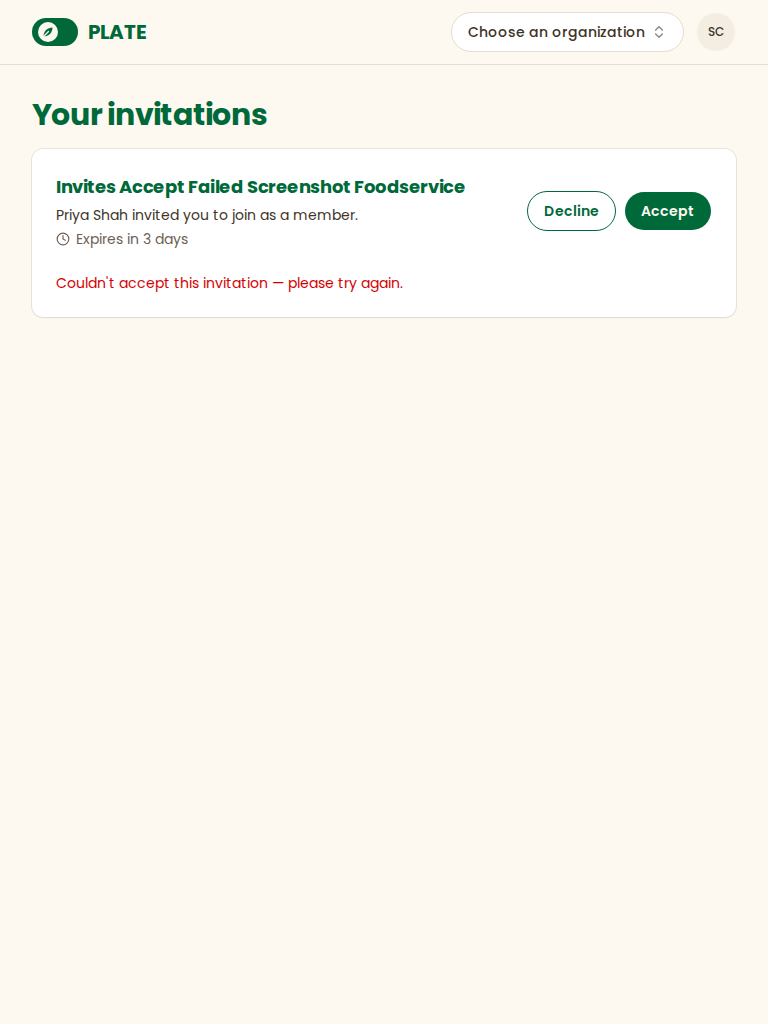 PLATE
Choose an organization
SC
Your invitations
Invites Accept Failed Screenshot Foodservice
Priya Shah invited you to join as a member.
Expires in 3 days
Decline
Accept
Couldn't accept this invitation — please try again.